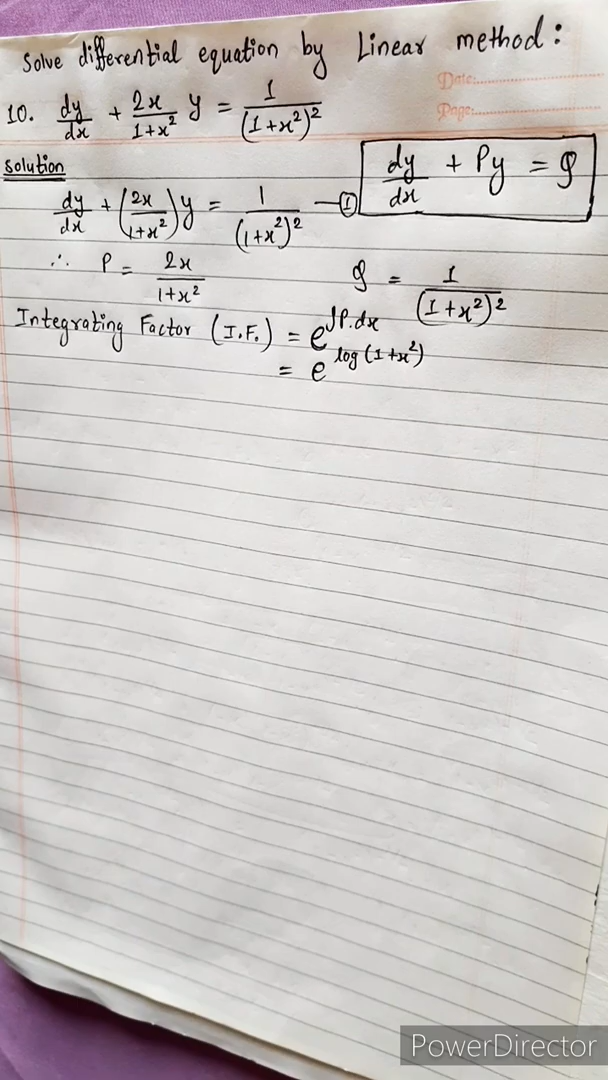 Solve differential equation by Linear method:
Date:
Page:
10. dy/dx + 2x/1+x² y = 1/(1+x²)²
Solution
dy/dx + Py = Q
dy/dx + (2x/1+x²)y = 1/(1+x²)² —①
∴ P = 2x/1+x² Q = 1/(1+x²)²
Integrating Factor (I.F.) = e^∫P.dx
= e^log(1+x²)
PowerDirector